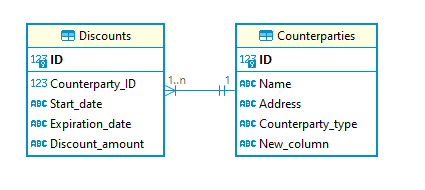 Discounts
123 ID
123 Counterparty_ID
ABC Start_date
ABC Expiration_date
ABC Discount_amount
1..n
1
Counterparties
123 ID
ABC Name
ABC Address
ABC Counterparty_type
ABC New_column